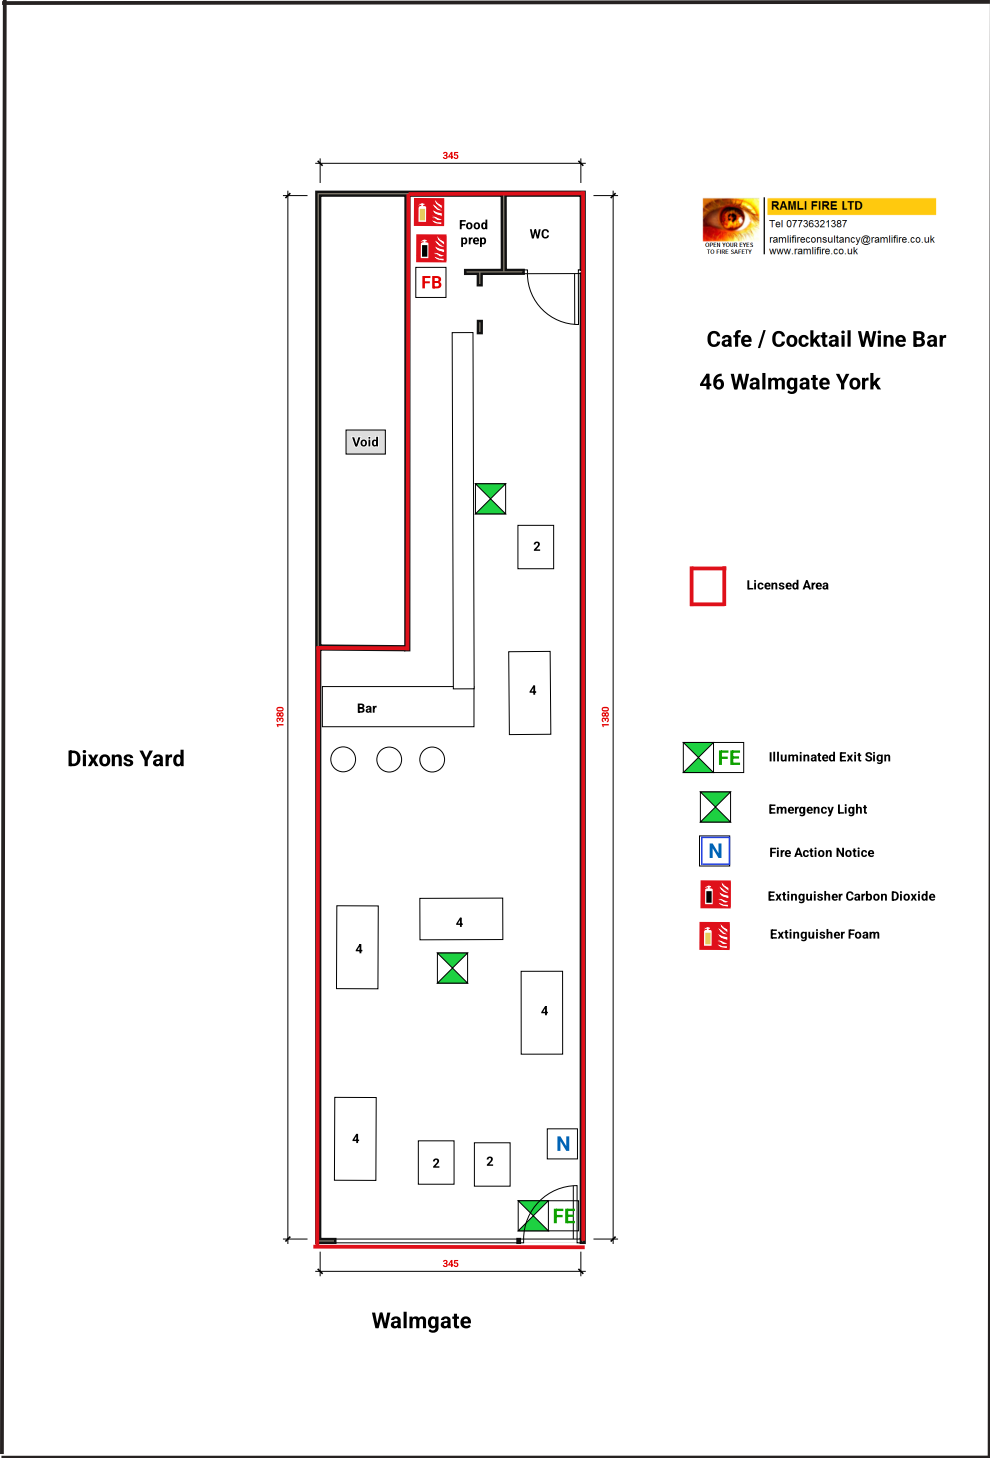 345
RAMLI FIRE LTD
Tel 07736321387
ramlifireconsultancy@ramlifire.co.uk
www.ramlifire.co.uk
OPEN YOUR EYES
TO FIRE SAFETY
Food
prep
WC
FB
Cafe / Cocktail Wine Bar
46 Walmgate York
Void
2
Licensed Area
4
Bar
1380
1380
Dixons Yard
FE
Illuminated Exit Sign
Emergency Light
N
Fire Action Notice
Extinguisher Carbon Dioxide
Extinguisher Foam
4
4
4
4
2
2
N
FE
345
Walmgate